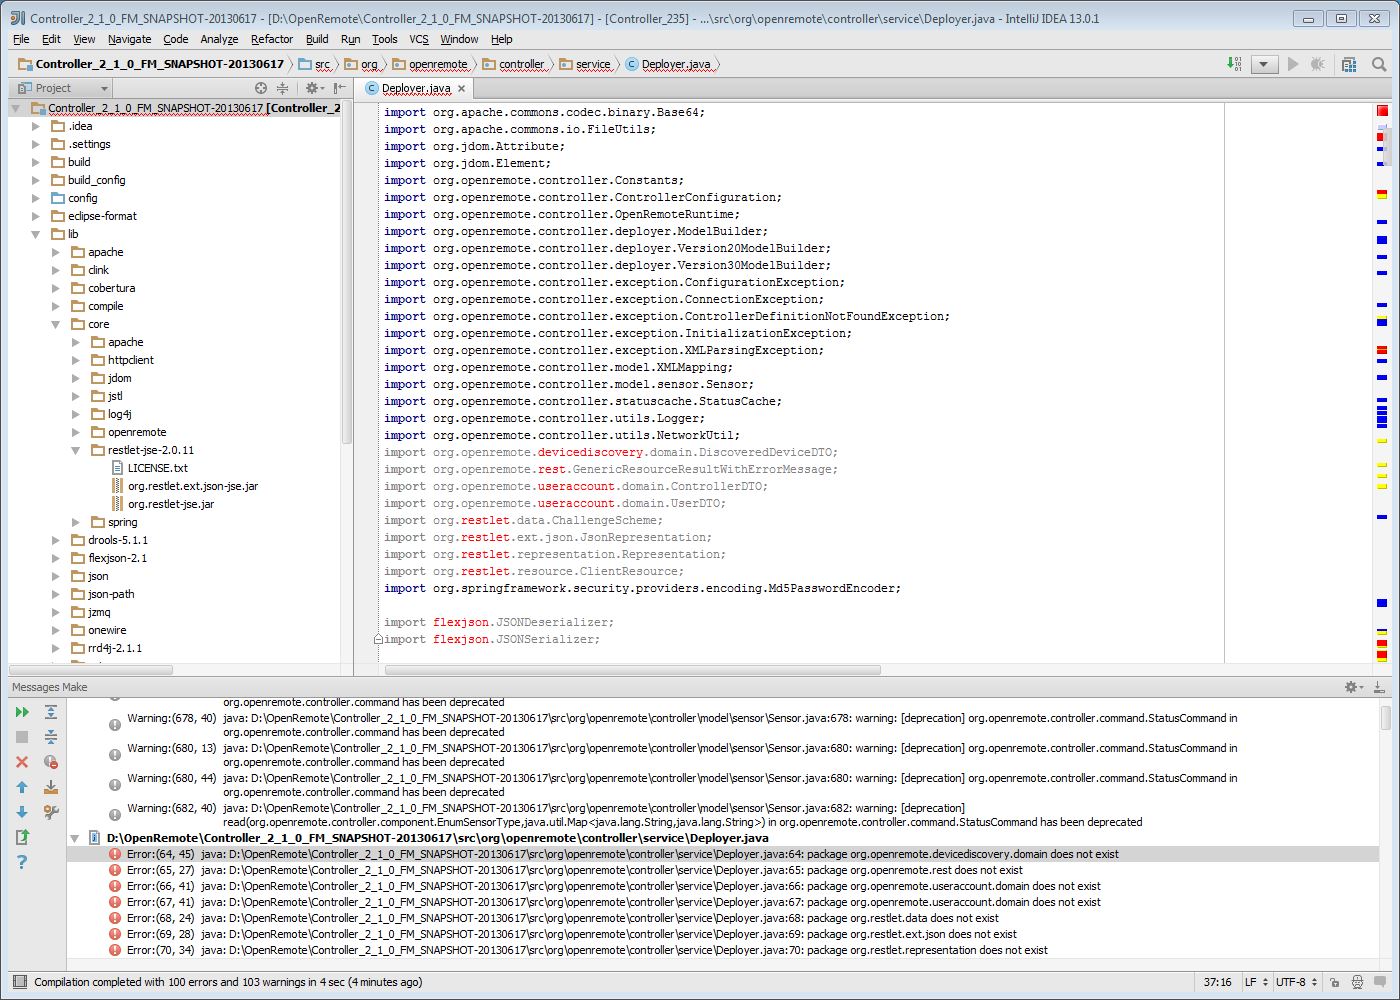 Controller_2_1_0_FM_SNAPSHOT-20130617 - [D:\OpenRemote\Controller_2_1_0_FM_SNAPSHOT-20130617] - [Controller_235] - ...\src\org\openremote\controller\service\Deployer.java - IntelliJ IDEA 13.0.1
File Edit View Navigate Code Analyze Refactor Build Run Tools VCS Window Help
Controller_2_1_0_FM_SNAPSHOT-20130617 src org openremote controller service Deployer.java
Project
Deployer.java
Controller_2_1_0_FM_SNAPSHOT-20130617 [Controller_2
.idea
.settings
build
build_config
config
eclipse-format
lib
apache
clink
cobertura
compile
core
apache
httpclient
jdom
jstl
log4j
openremote
restlet-jse-2.0.11
LICENSE.txt
org.restlet.ext.json-jse.jar
org.restlet-jse.jar
spring
drools-5.1.1
flexjson-2.1
json
json-path
jzmq
onewire
rrd4j-2.1.1
import org.apache.commons.codec.binary.Base64;
import org.apache.commons.io.FileUtils;
import org.jdom.Attribute;
import org.jdom.Element;
import org.openremote.controller.Constants;
import org.openremote.controller.ControllerConfiguration;
import org.openremote.controller.OpenRemoteRuntime;
import org.openremote.controller.deployer.ModelBuilder;
import org.openremote.controller.deployer.Version20ModelBuilder;
import org.openremote.controller.deployer.Version30ModelBuilder;
import org.openremote.controller.exception.ConfigurationException;
import org.openremote.controller.exception.ConnectionException;
import org.openremote.controller.exception.ControllerDefinitionNotFoundException;
import org.openremote.controller.exception.InitializationException;
import org.openremote.controller.exception.XMLParsingException;
import org.openremote.controller.model.XMLMapping;
import org.openremote.controller.model.sensor.Sensor;
import org.openremote.controller.statuscache.StatusCache;
import org.openremote.controller.utils.Logger;
import org.openremote.controller.utils.NetworkUtil;
import org.openremote.devicediscovery.domain.DiscoveredDeviceDTO;
import org.openremote.rest.GenericResourceResultWithErrorMessage;
import org.openremote.useraccount.domain.ControllerDTO;
import org.openremote.useraccount.domain.UserDTO;
import org.restlet.data.ChallengeScheme;
import org.restlet.ext.json.JsonRepresentation;
import org.restlet.representation.Representation;
import org.restlet.resource.ClientResource;
import org.springframework.security.providers.encoding.Md5PasswordEncoder;
import flexjson.JSONDeserializer;
import flexjson.JSONSerializer;
Messages Make
org.openremote.controller.command has been deprecated
Warning:(678, 40) java: D:\OpenRemote\Controller_2_1_0_FM_SNAPSHOT-20130617\src\org\openremote\controller\model\sensor\Sensor.java:678: warning: [deprecation] org.openremote.controller.command.StatusCommand in
org.openremote.controller.command has been deprecated
Warning:(680, 13) java: D:\OpenRemote\Controller_2_1_0_FM_SNAPSHOT-20130617\src\org\openremote\controller\model\sensor\Sensor.java:680: warning: [deprecation] org.openremote.controller.command.StatusCommand in
org.openremote.controller.command has been deprecated
Warning:(680, 44) java: D:\OpenRemote\Controller_2_1_0_FM_SNAPSHOT-20130617\src\org\openremote\controller\model\sensor\Sensor.java:680: warning: [deprecation] org.openremote.controller.command.StatusCommand in
org.openremote.controller.command has been deprecated
Warning:(682, 40) java: D:\OpenRemote\Controller_2_1_0_FM_SNAPSHOT-20130617\src\org\openremote\controller\model\sensor\Sensor.java:682: warning: [deprecation]
read(org.openremote.controller.component.EnumSensorType,java.util.Map<java.lang.String,java.lang.String>) in org.openremote.controller.command.StatusCommand has been deprecated
D:\OpenRemote\Controller_2_1_0_FM_SNAPSHOT-20130617\src\org\openremote\controller\service\Deployer.java
Error:(64, 45) java: D:\OpenRemote\Controller_2_1_0_FM_SNAPSHOT-20130617\src\org\openremote\controller\service\Deployer.java:64: package org.openremote.devicediscovery.domain does not exist
Error:(65, 27) java: D:\OpenRemote\Controller_2_1_0_FM_SNAPSHOT-20130617\src\org\openremote\controller\service\Deployer.java:65: package org.openremote.rest does not exist
Error:(66, 41) java: D:\OpenRemote\Controller_2_1_0_FM_SNAPSHOT-20130617\src\org\openremote\controller\service\Deployer.java:66: package org.openremote.useraccount.domain does not exist
Error:(67, 41) java: D:\OpenRemote\Controller_2_1_0_FM_SNAPSHOT-20130617\src\org\openremote\controller\service\Deployer.java:67: package org.openremote.useraccount.domain does not exist
Error:(68, 24) java: D:\OpenRemote\Controller_2_1_0_FM_SNAPSHOT-20130617\src\org\openremote\controller\service\Deployer.java:68: package org.restlet.data does not exist
Error:(69, 28) java: D:\OpenRemote\Controller_2_1_0_FM_SNAPSHOT-20130617\src\org\openremote\controller\service\Deployer.java:69: package org.restlet.ext.json does not exist
Error:(70, 34) java: D:\OpenRemote\Controller_2_1_0_FM_SNAPSHOT-20130617\src\org\openremote\controller\service\Deployer.java:70: package org.restlet.representation does not exist
Compilation completed with 100 errors and 103 warnings in 4 sec (4 minutes ago)
37:16 LF UTF-8